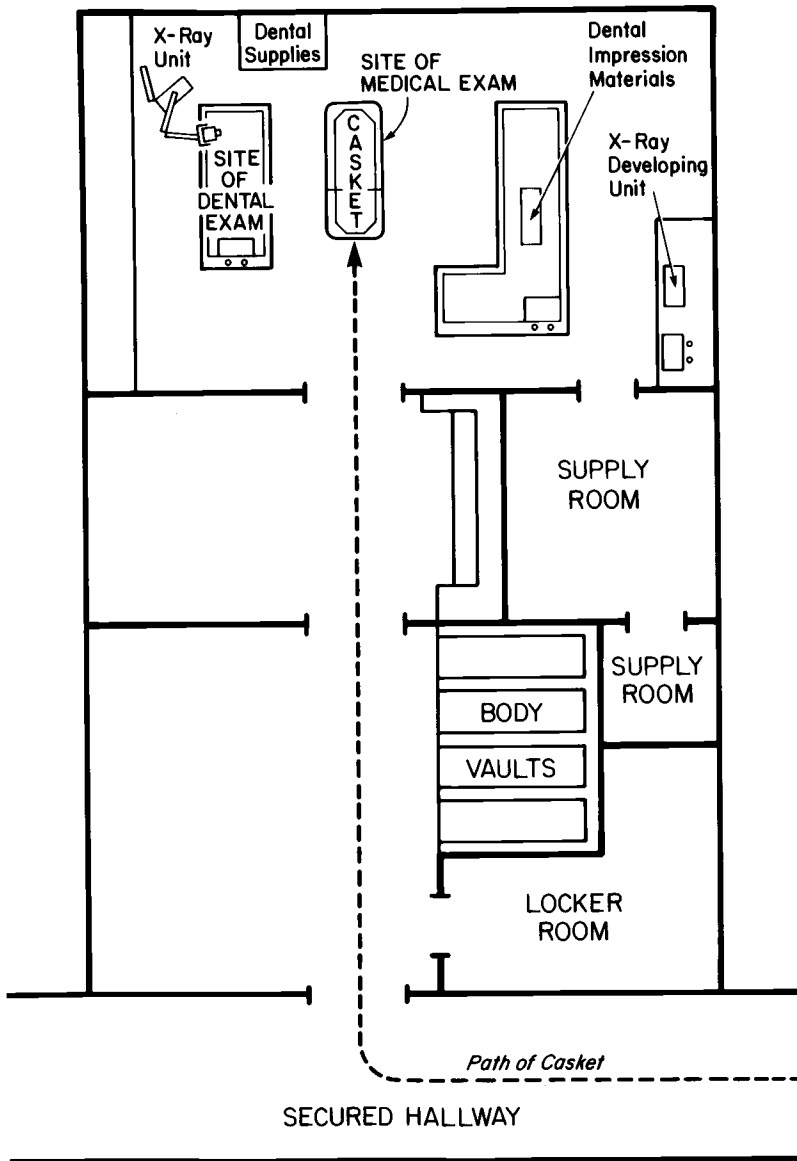 X-Ray
Unit
Dental
Supplies
SITE OF
MEDICAL EXAM
Dental
Impression
Materials
CASKET
SITE
OF
DENTAL
EXAM
X-Ray
Developing
Unit
SUPPLY
ROOM
SUPPLY
ROOM
BODY
VAULTS
LOCKER
ROOM
Path of Casket
SECURED HALLWAY